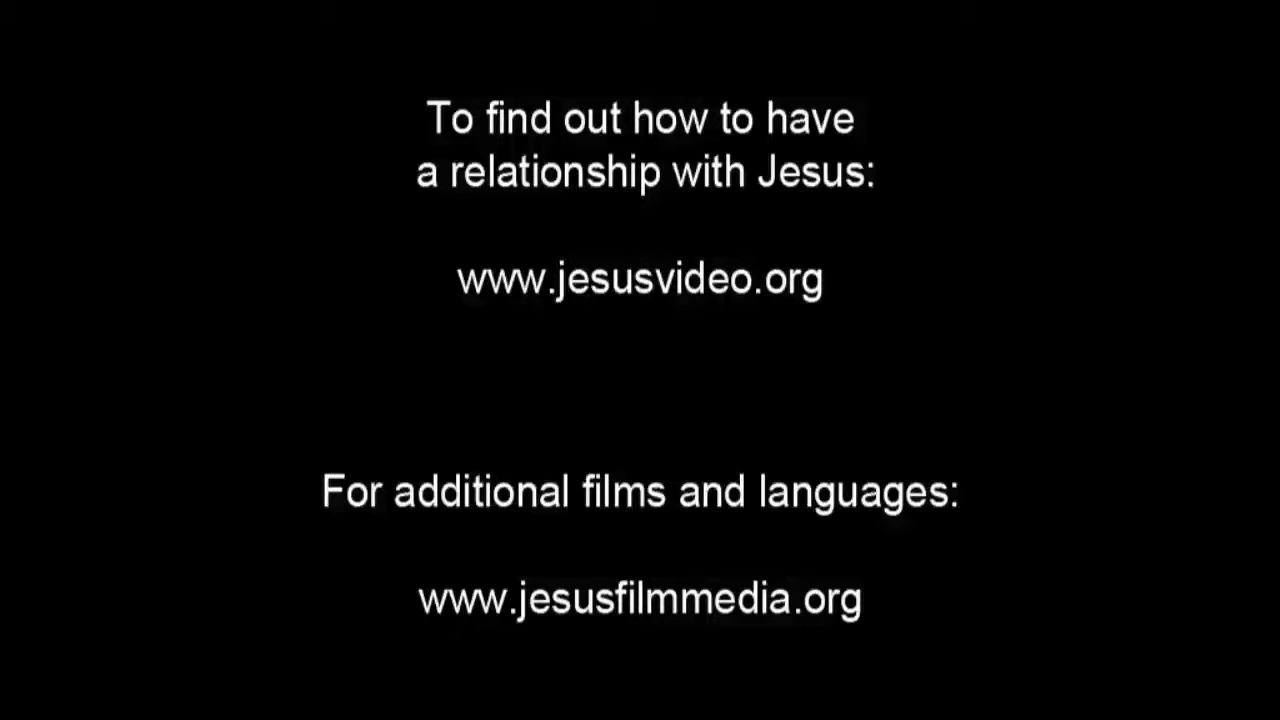 To find out how to have
a relationship with Jesus:
www.jesusvideo.org
For additional films and languages:
www.jesusfilmmedia.org